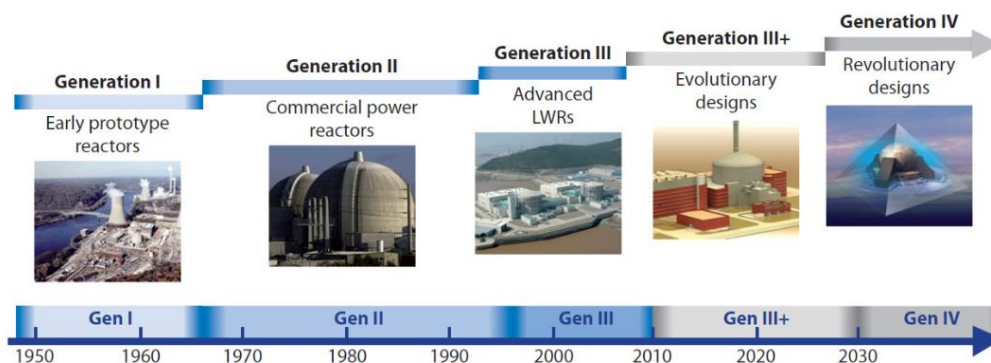 Generation I
Early prototype
reactors
Generation II
Commercial power
reactors
Generation III
Advanced
LWRs
Generation III+
Evolutionary
designs
Generation IV
Revolutionary
designs
Gen I
Gen II
Gen III
Gen III+
Gen IV
1950
1960
1970
1980
1990
2000
2010
2020
2030